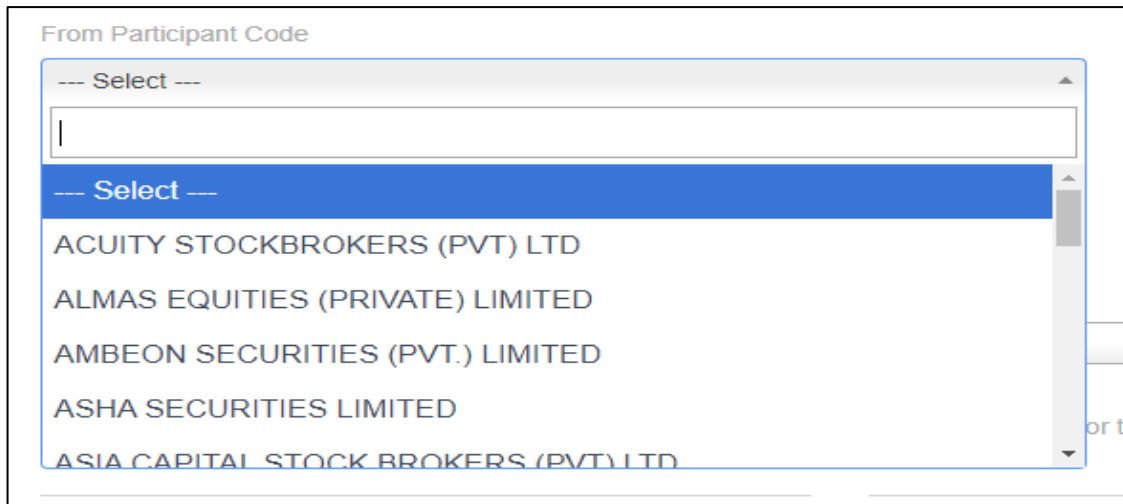 From Participant Code
--- Select ---
--- Select ---
ACUITY STOCKBROKERS (PVT) LTD
ALMAS EQUITIES (PRIVATE) LIMITED
AMBEON SECURITIES (PVT.) LIMITED
ASHA SECURITIES LIMITED
or t
ASIA CAPITAL STOCK BROKERS (PVT) LTD